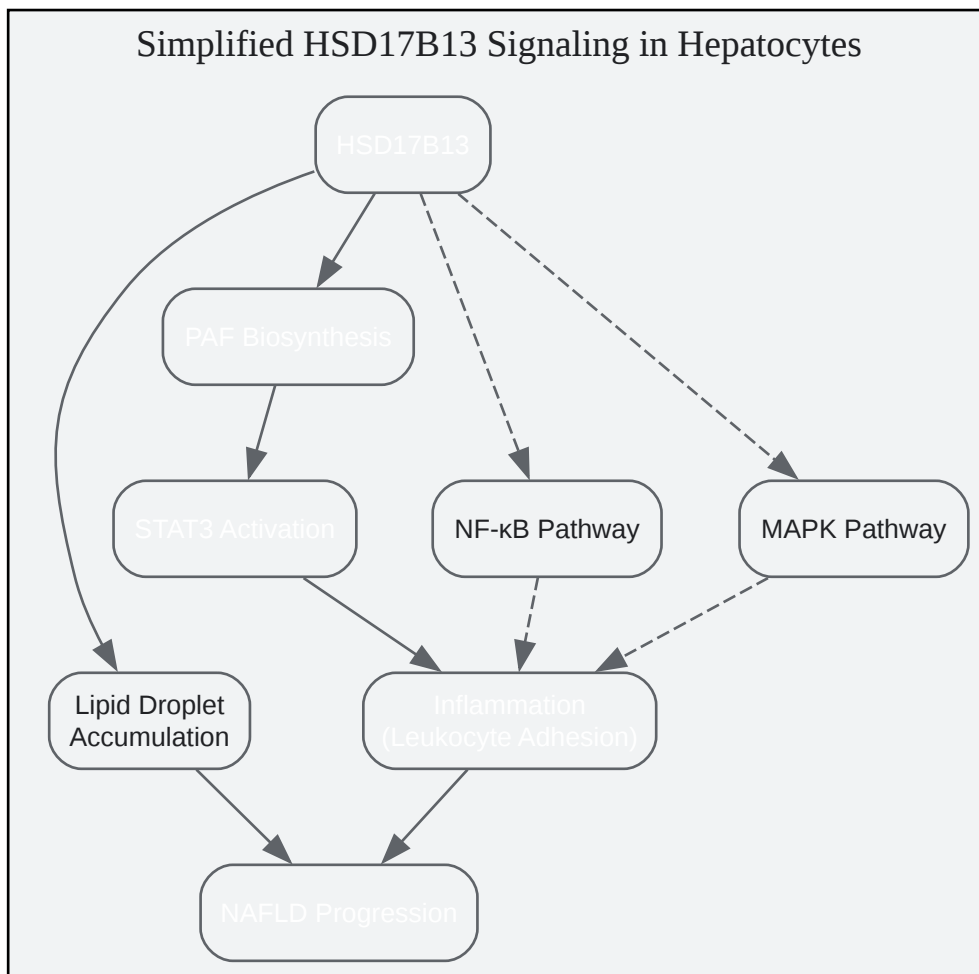 Simplified HSD17B13 Signaling in Hepatocytes
HSD17B13
PAF Biosynthesis
STAT3 Activation
NF-κB Pathway
MAPK Pathway
Lipid Droplet
Accumulation
Inflammation
(Leukocyte Adhesion)
NAFLD Progression